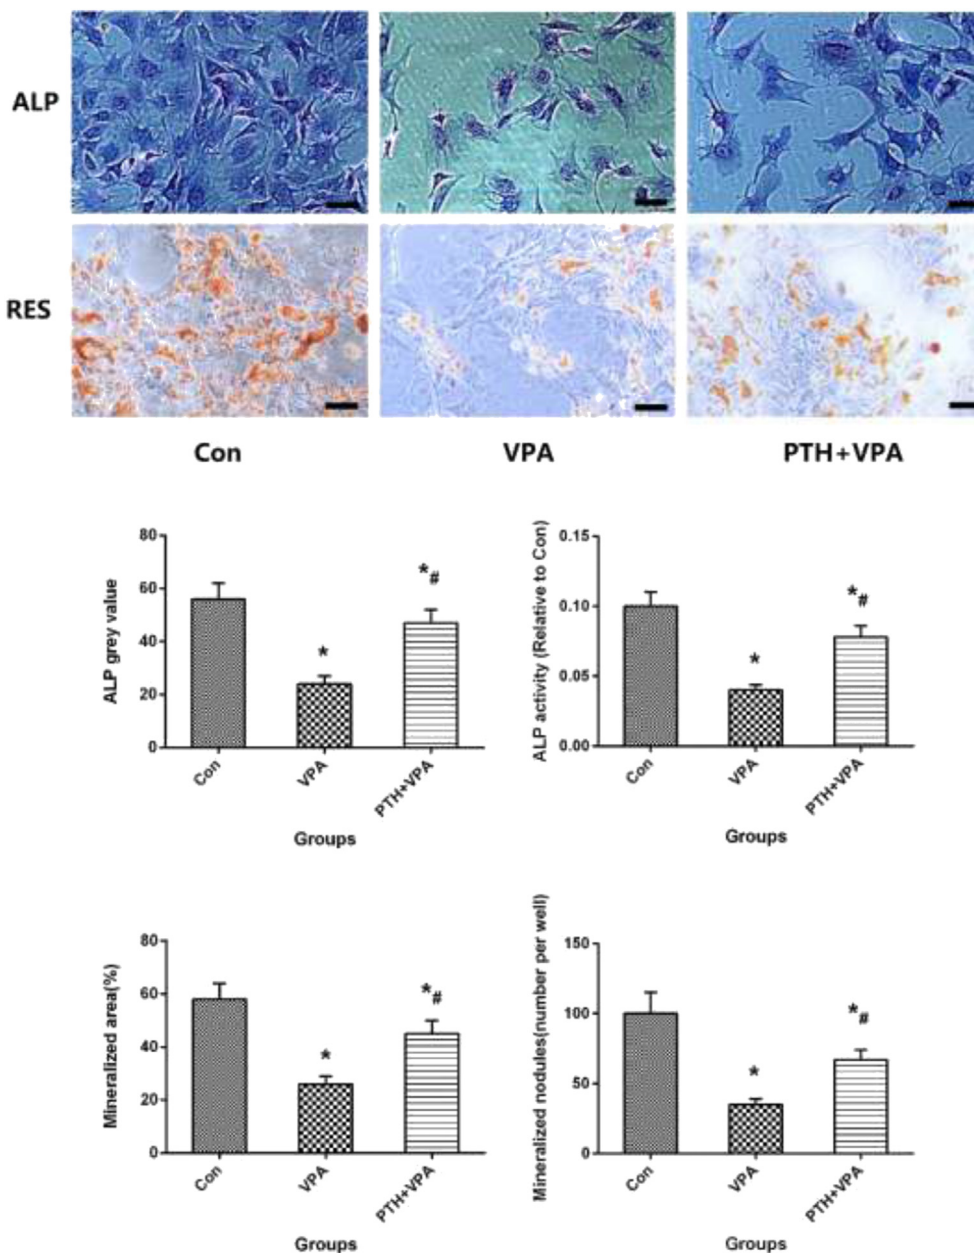 ALP
RES
Con VPA PTH+VPA
ALP grey value
80
60
40
20
0
*
*#
Con
VPA
PTH+VPA
Groups
ALP activity (Relative to Con)
0.15
0.10
0.05
0.00
*
*#
Con
VPA
PTH+VPA
Groups
Mineralized area(%)
80
60
40
20
0
*
*#
Con
VPA
PTH+VPA
Groups
Mineralized nodules(number per well)
150
100
50
0
*
*#
Con
VPA
PTH+VPA
Groups